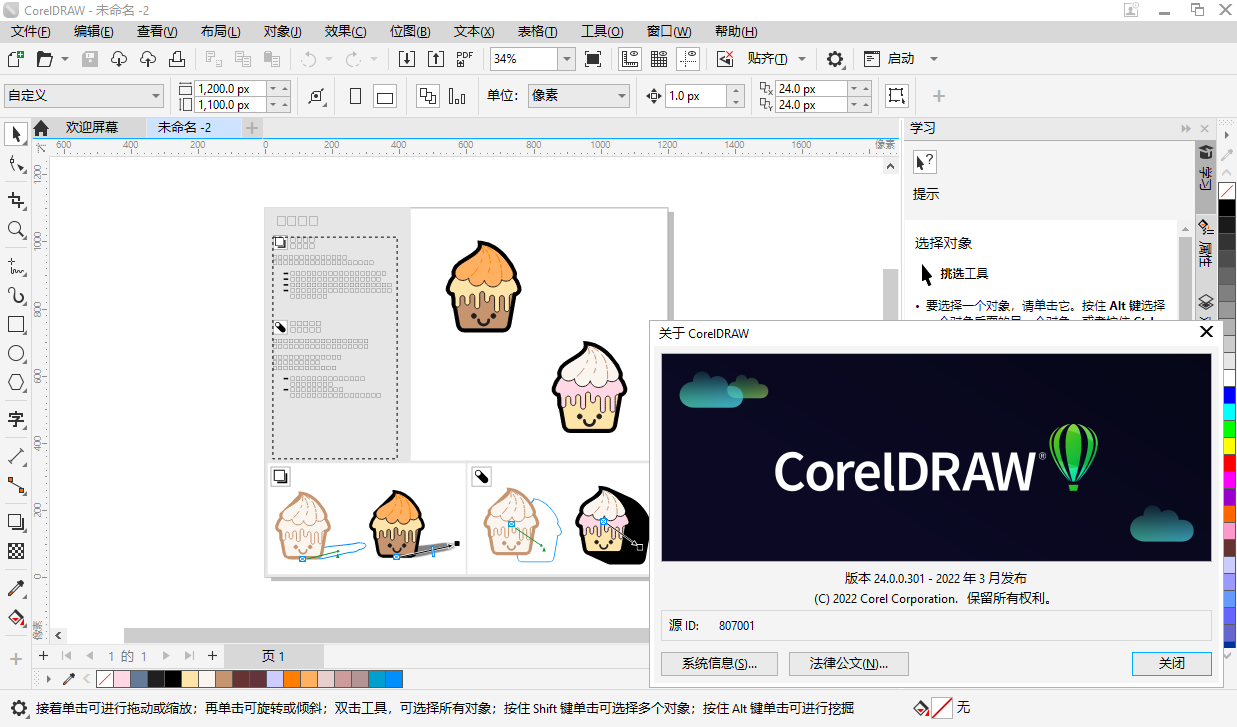 CorelDRAW - 未命名 -2
文件(F) 编辑(E) 查看(V) 布局(L) 对象(J) 效果(C) 位图(B) 文本(X) 表格(T) 工具(O) 窗口(W) 帮助(H)
PDF 34% 贴齐(T) 启动
自定义 1,200.0 px 单位: 像素 1.0 px 24.0 px
1,100.0 px 24.0 px
欢迎屏幕 未命名 -2 学习
600 400 200 0 200 400 600 800 1000 1200 1400 1600 像素
1200
1000
800
600
400
200
0
像素
提示
选择对象
挑选工具
• 要选择一个对象，请单击它。按住 Alt 键选择
学习
属性
字
关于 CorelDRAW
CorelDRAW®
版本 24.0.0.301 - 2022 年 3 月发布
(C) 2022 Corel Corporation．保留所有权利。
源 ID: 807001
系统信息(S)... 法律公文(N)... 关闭
1 的 1 页 1
接着单击可进行拖动或缩放；再单击可旋转或倾斜；双击工具，可选择所有对象；按住 Shift 键单击可选择多个对象；按住 Alt 键单击可进行挖掘 无